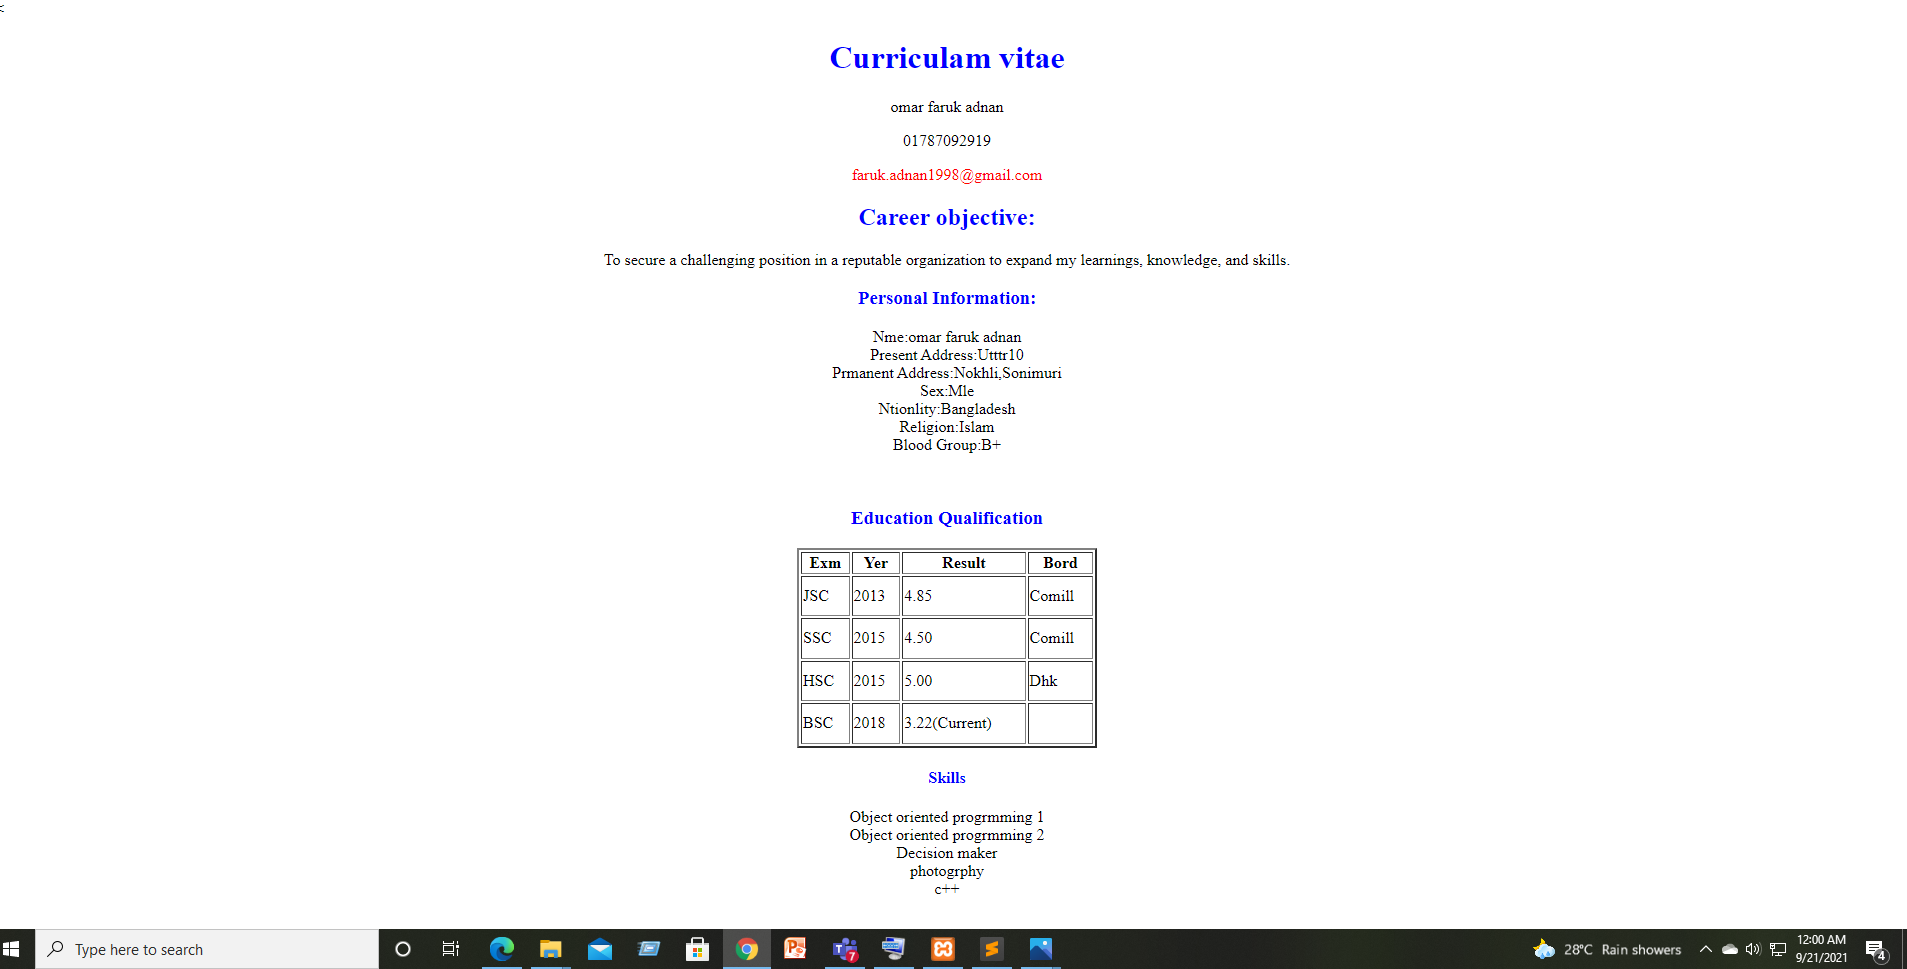 <
Curriculam vitae
omar faruk adnan
01787092919
faruk.adnan1998@gmail.com
Career objective:
To secure a challenging position in a reputable organization to expand my learnings, knowledge, and skills.
Personal Information:
Nme:omar faruk adnan
Present Address:Utttr10
Prmanent Address:Nokhli,Sonimuri
Sex:Mle
Ntionlity:Bangladesh
Religion:Islam
Blood Group:B+
Education Qualification
Exm Yer Result Bord
JSC 2013 4.85 Comill
SSC 2015 4.50 Comill
HSC 2015 5.00 Dhk
BSC 2018 3.22(Current)
Skills
Object oriented progrmming 1
Object oriented progrmming 2
Decision maker
photogrphy
c++
Type here to search
7
28°C Rain showers
12:00 AM
9/21/2021
4